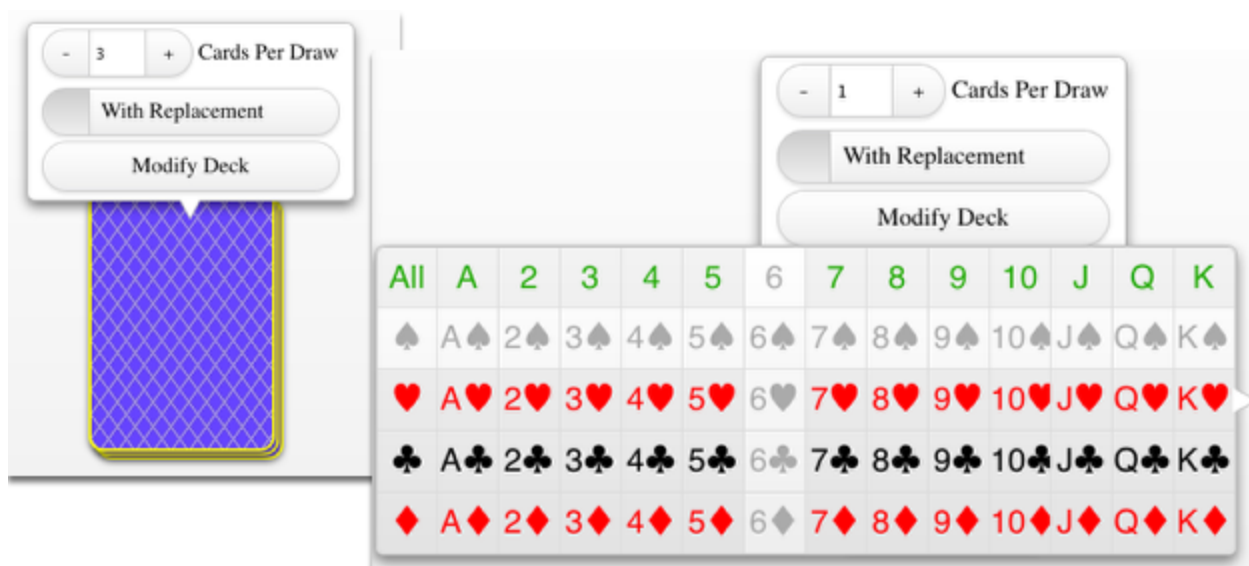 - 3 + Cards Per Draw
With Replacement
Modify Deck
- 1 + Cards Per Draw
With Replacement
Modify Deck
All A 2 3 4 5 6 7 8 9 10 J Q K
♠ A♠ 2♠ 3♠ 4♠ 5♠ 6♠ 7♠ 8♠ 9♠ 10♠ J♠ Q♠ K♠
♥ A♥ 2♥ 3♥ 4♥ 5♥ 6♥ 7♥ 8♥ 9♥ 10♥ J♥ Q♥ K♥
♣ A♣ 2♣ 3♣ 4♣ 5♣ 6♣ 7♣ 8♣ 9♣ 10♣ J♣ Q♣ K♣
♦ A♦ 2♦ 3♦ 4♦ 5♦ 6♦ 7♦ 8♦ 9♦ 10♦ J♦ Q♦ K♦